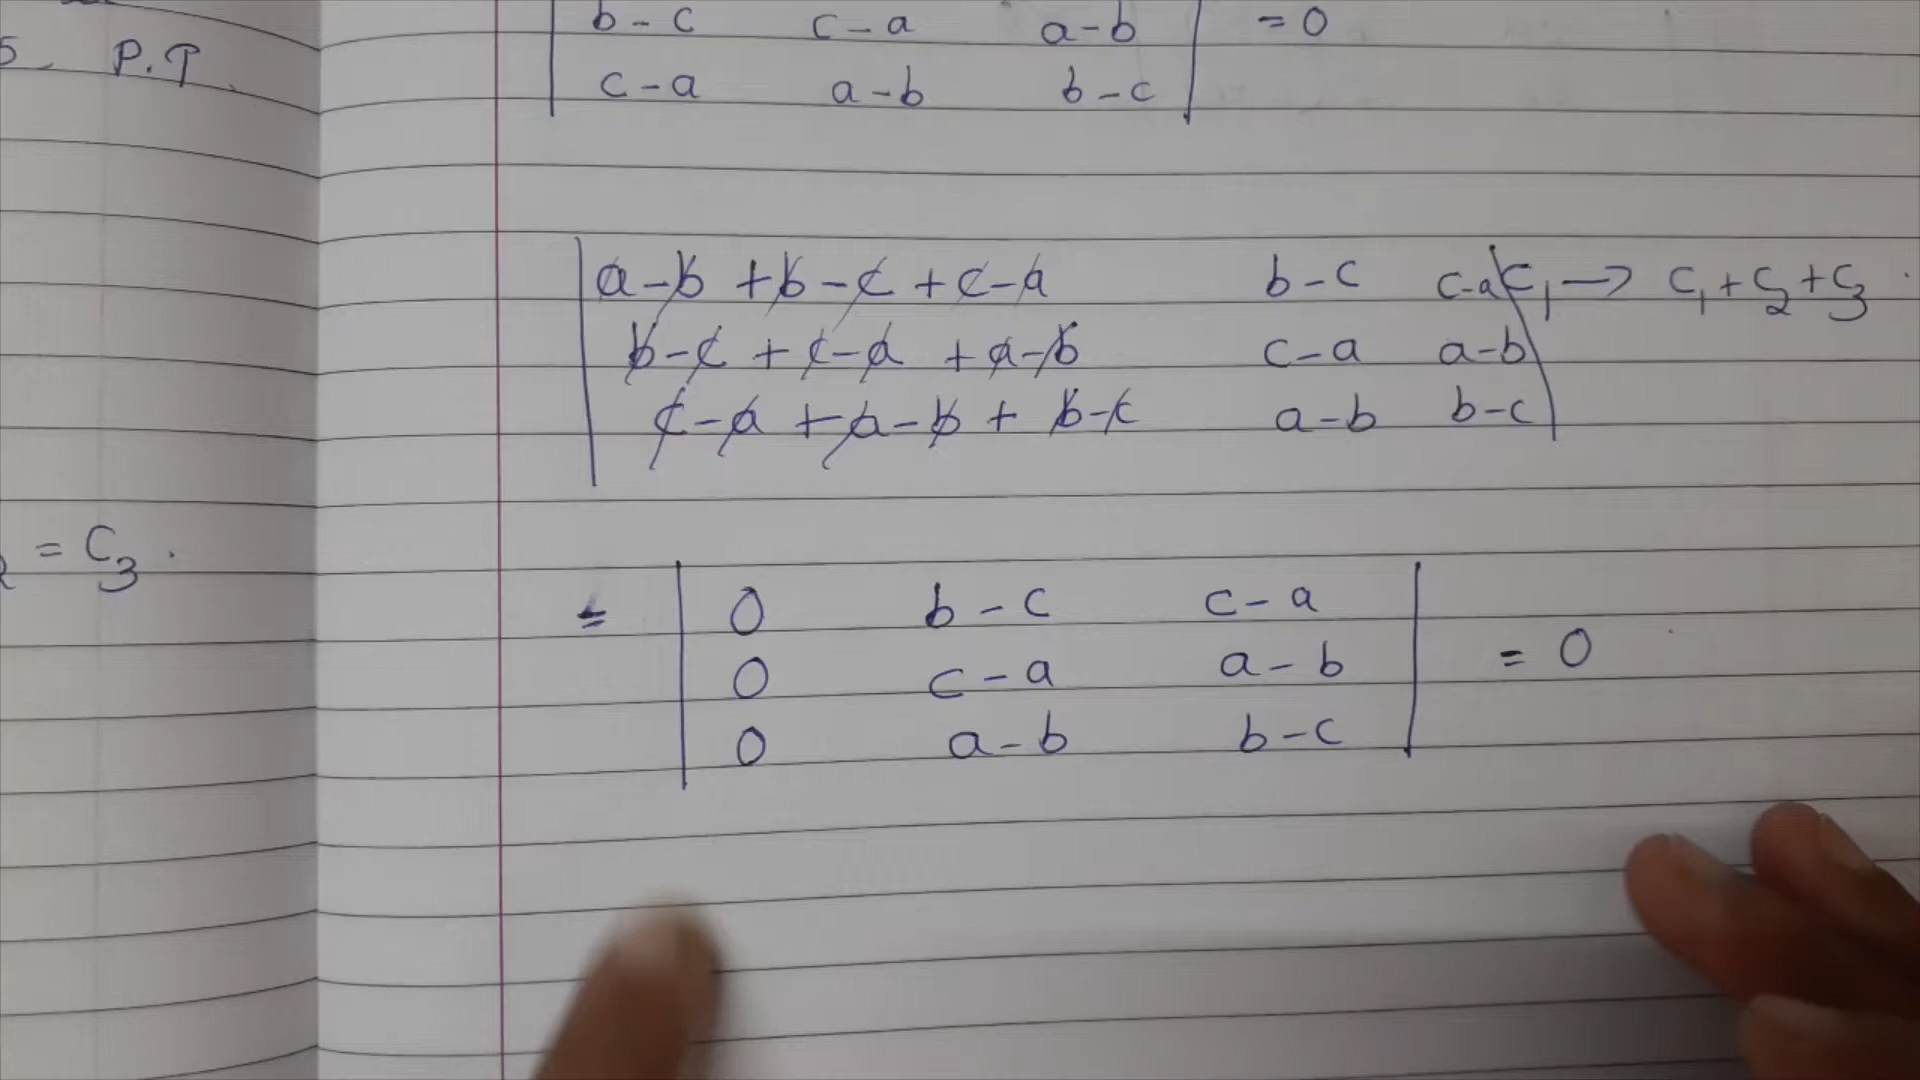 b-c c-a a-b = 0
5. P.T.
c-a a-b b-c
a-b+b-c+c-a b-c c-a C₁ → C₁+C₂+C₃
b-c+c-a+a-b c-a a-b
c-a+a-b+b-c a-b b-c
= C₃.
= 0 b-c c-a
0 c-a a-b = 0
0 a-b b-c